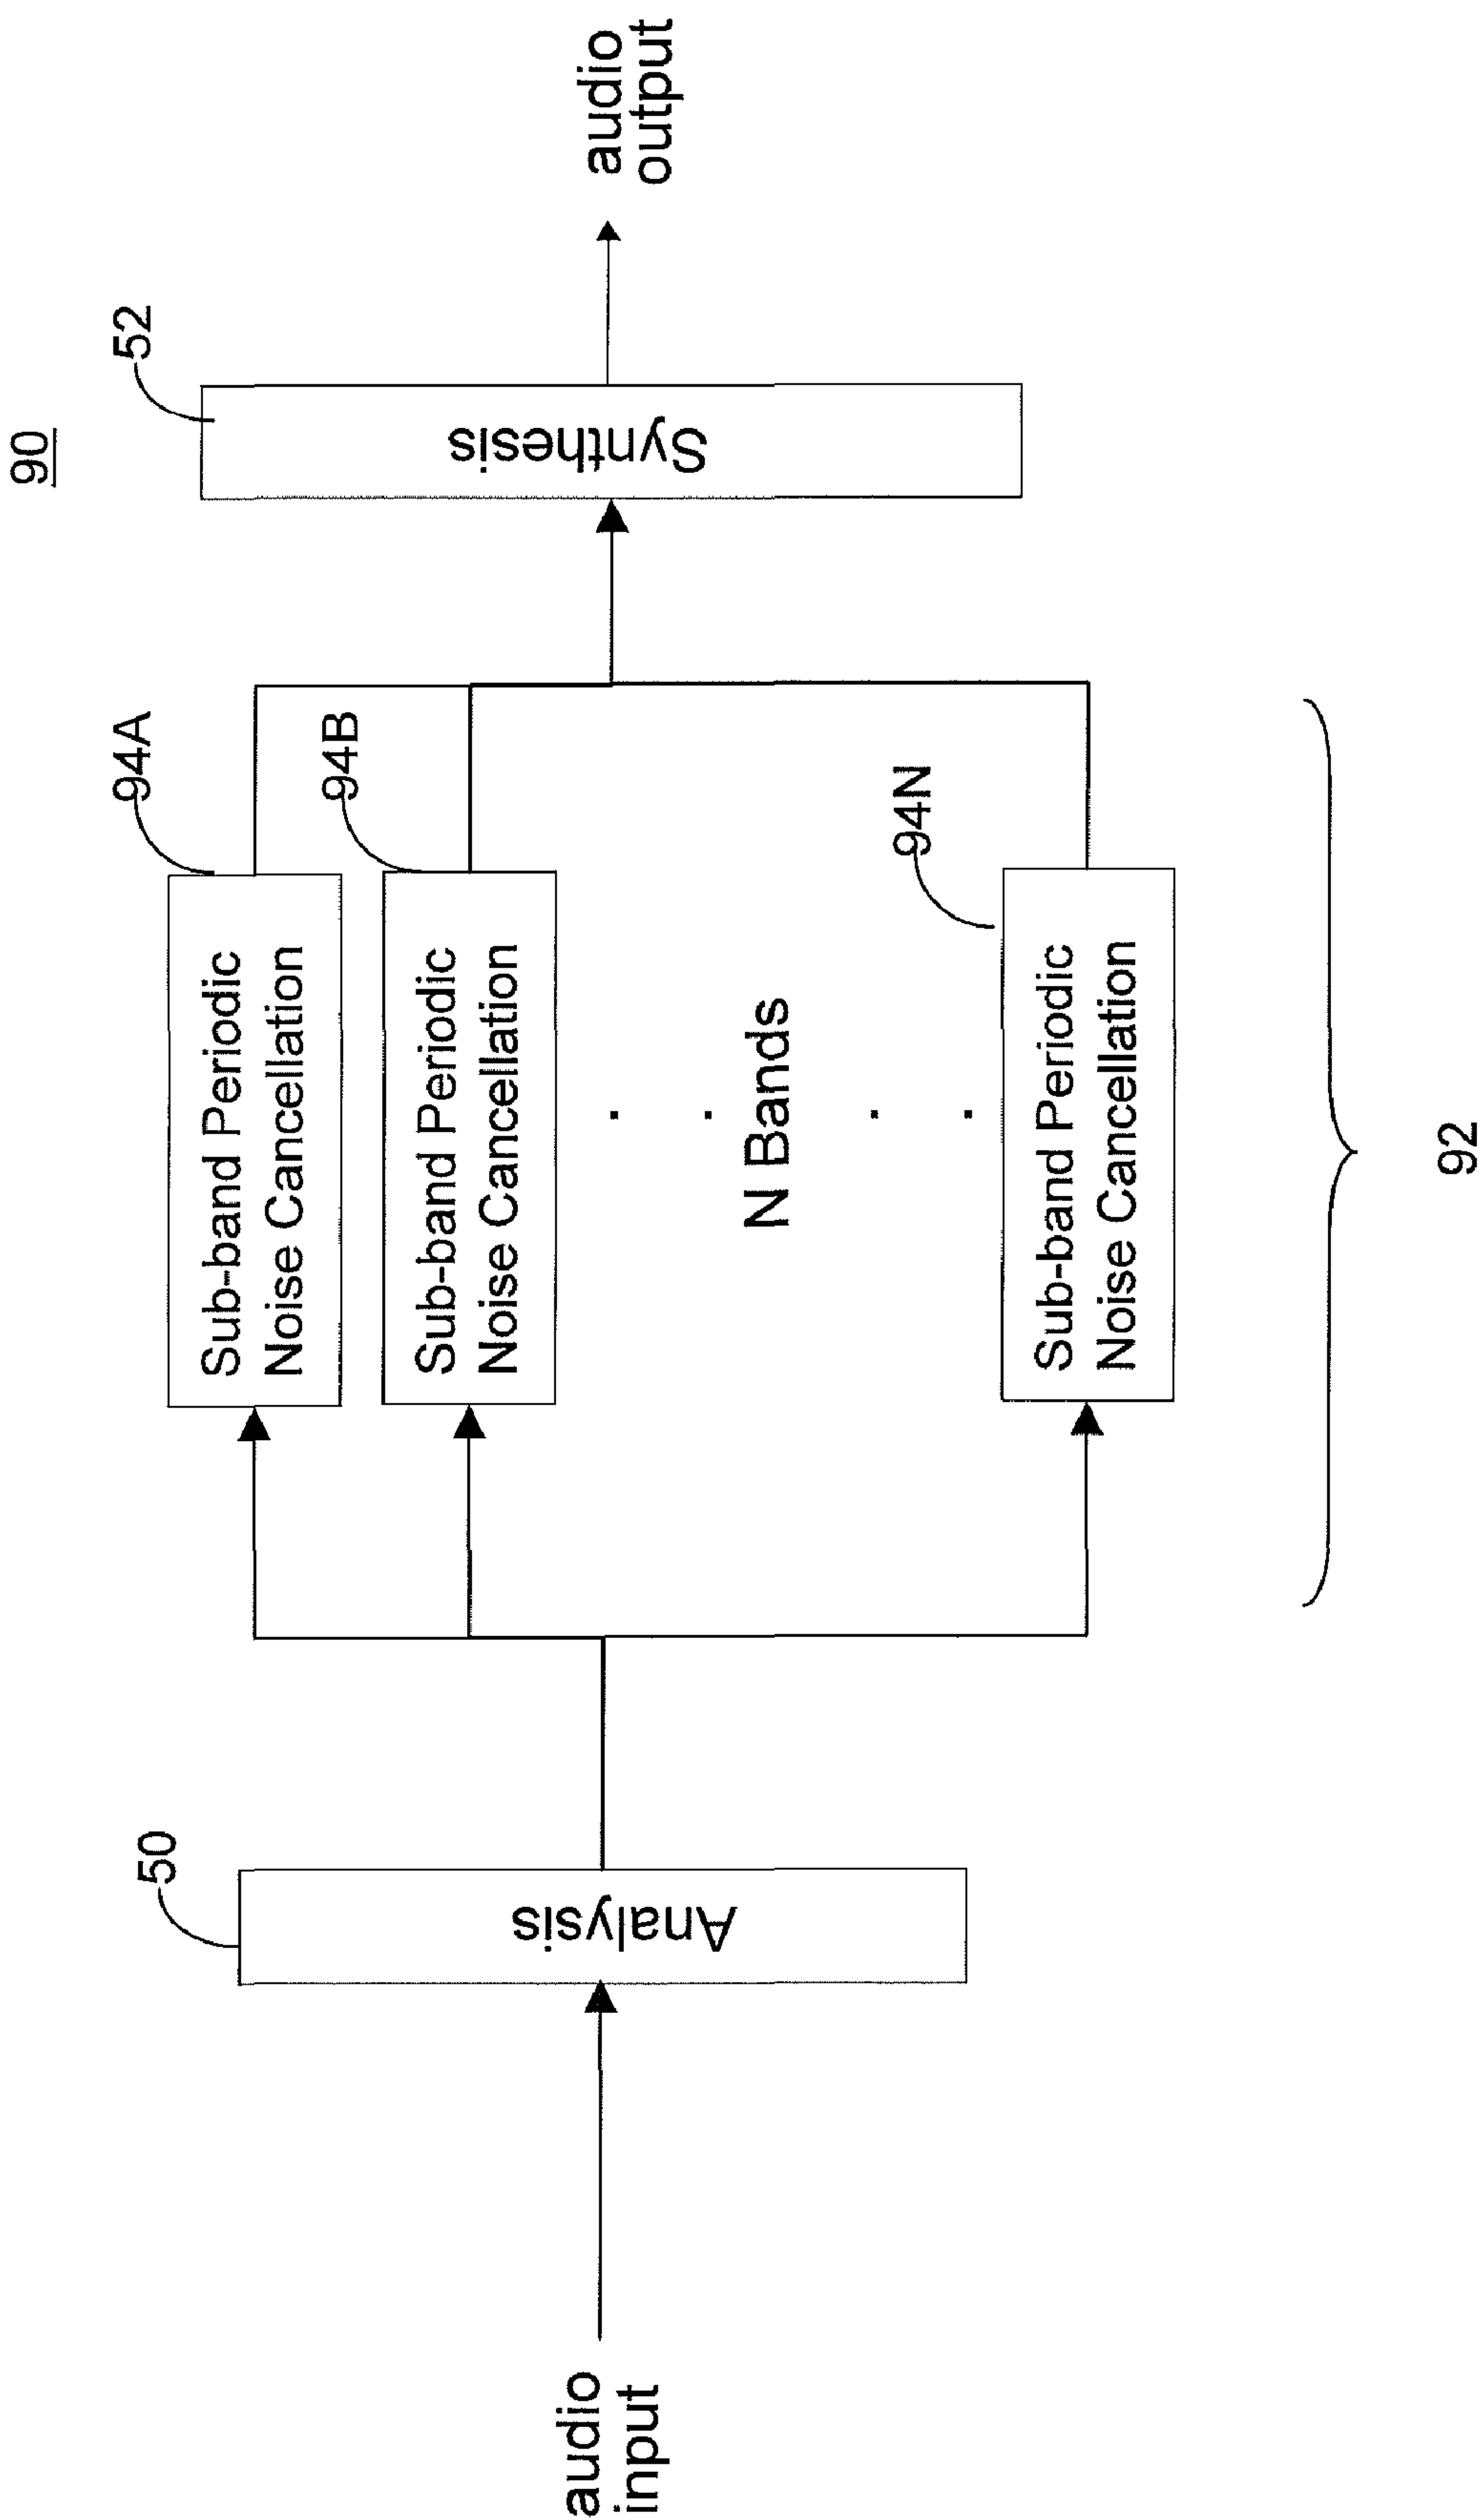 90
50
52
94A
94B
94N
audio
input
Analysis
Sub-band Periodic
Noise Cancellation
Sub-band Periodic
Noise Cancellation
.
.
N Bands
.
.
Sub-band Periodic
Noise Cancellation
Synthesis
audio
output
92